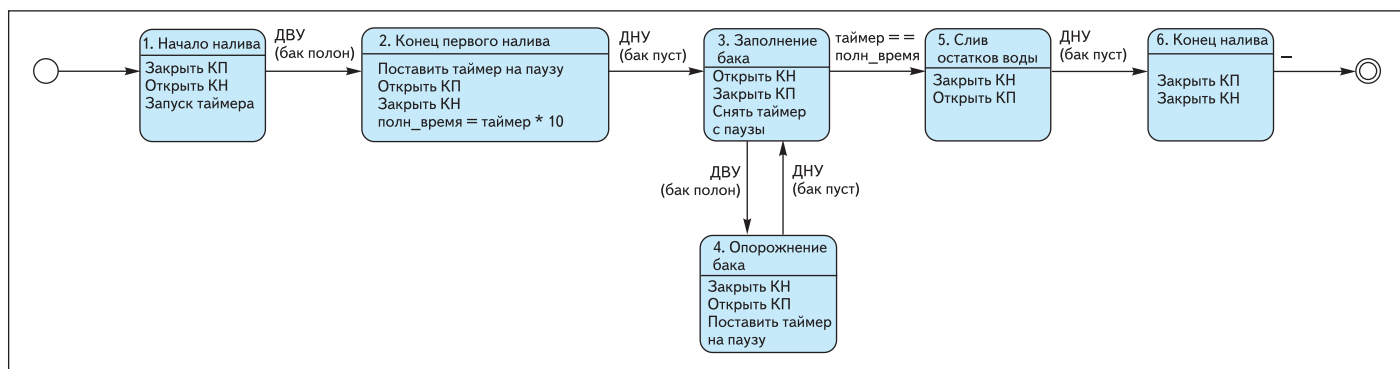 1. Начало налива
Закрыть КП
Открыть КН
Запуск таймера
ДВУ
(бак полон)
2. Конец первого налива
Поставить таймер на паузу
Открыть КП
Закрыть КН
полн_время = таймер * 10
ДНУ
(бак пуст)
3. Заполнение
бака
Открыть КН
Закрыть КП
Снять таймер
с паузы
таймер ==
полн_время
5. Слив
остатков воды
Закрыть КН
Открыть КП
ДНУ
(бак пуст)
6. Конец налива
Закрыть КП
Закрыть КН
–
ДВУ
(бак полон)
ДНУ
(бак пуст)
4. Опорожнение
бака
Закрыть КН
Открыть КП
Поставить таймер
на паузу